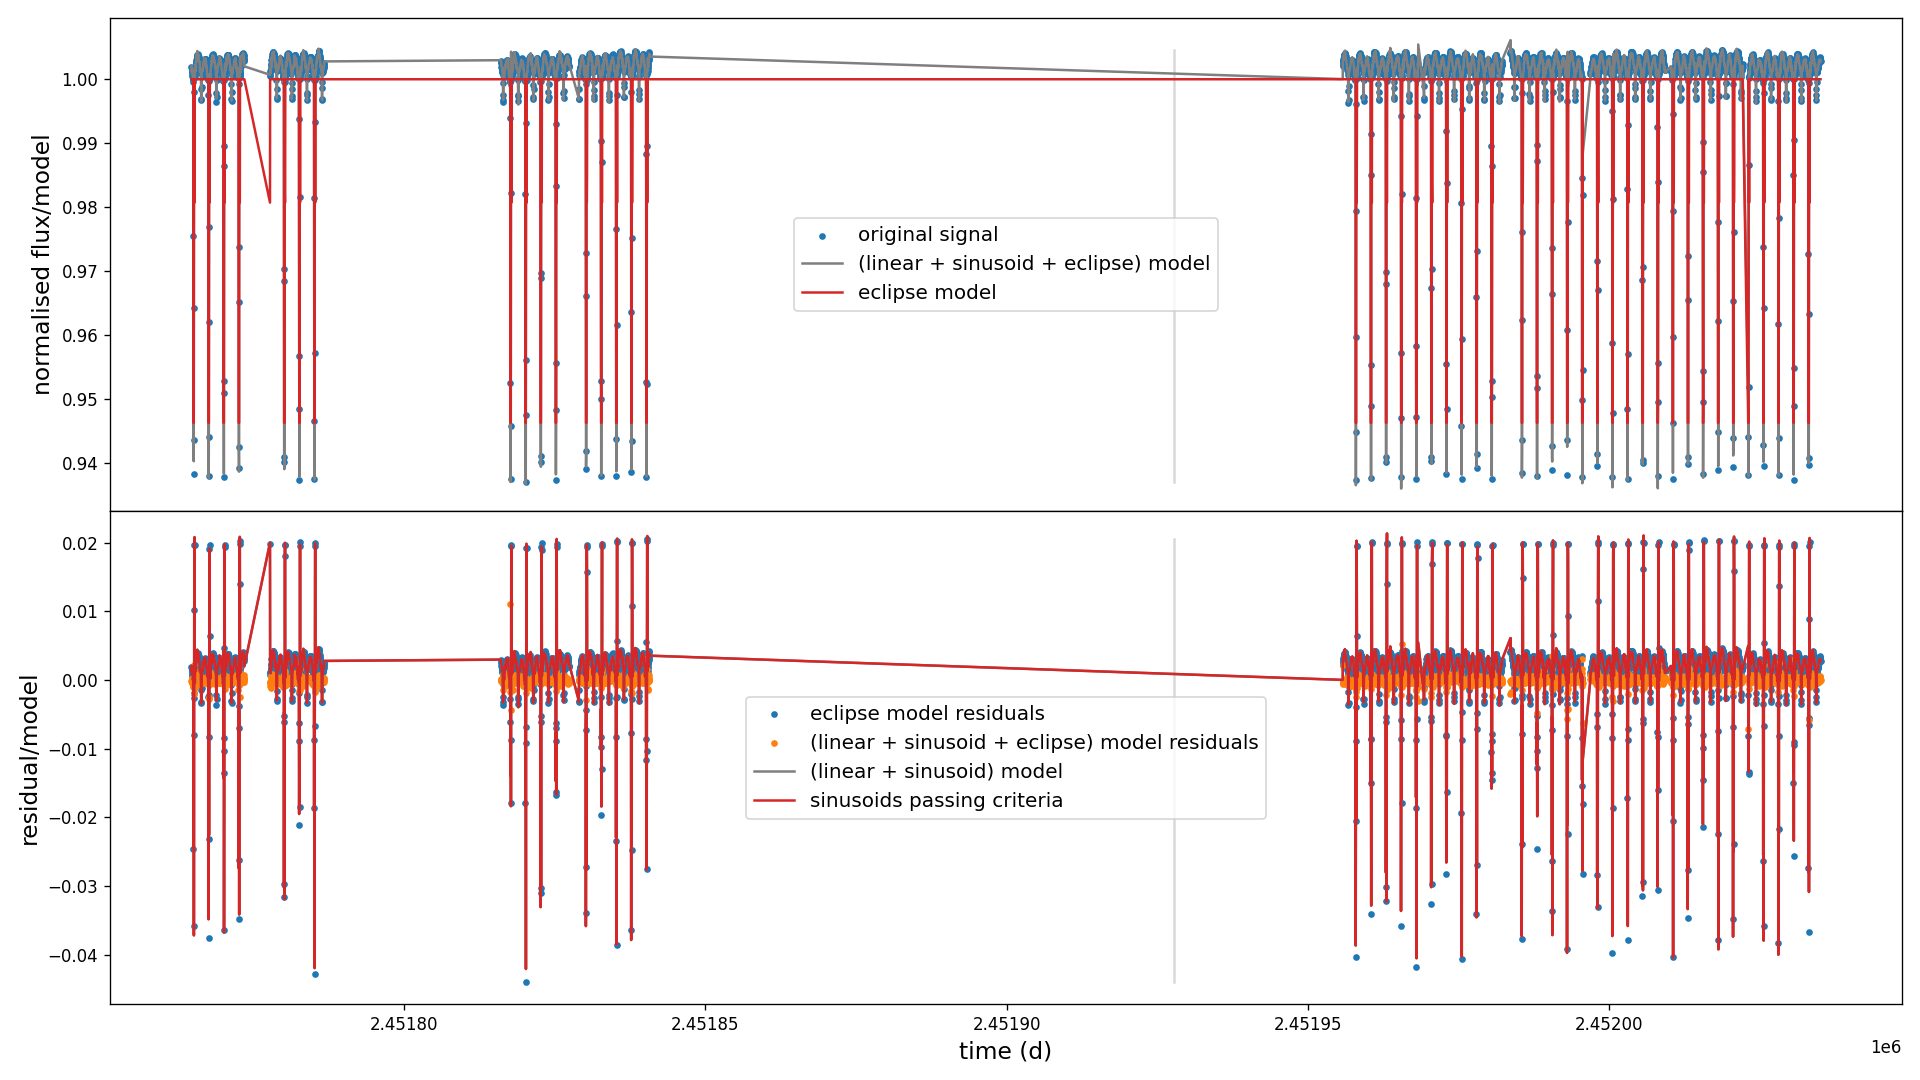 normalised flux/model
1.00
0.99
0.98
0.97
0.96
0.95
0.94
original signal
(linear + sinusoid + eclipse) model
eclipse model
residual/model
0.02
0.01
0.00
−0.01
−0.02
−0.03
−0.04
eclipse model residuals
(linear + sinusoid + eclipse) model residuals
(linear + sinusoid) model
sinusoids passing criteria
2.45180
2.45185
2.45190
2.45195
2.45200
time (d)
1e6